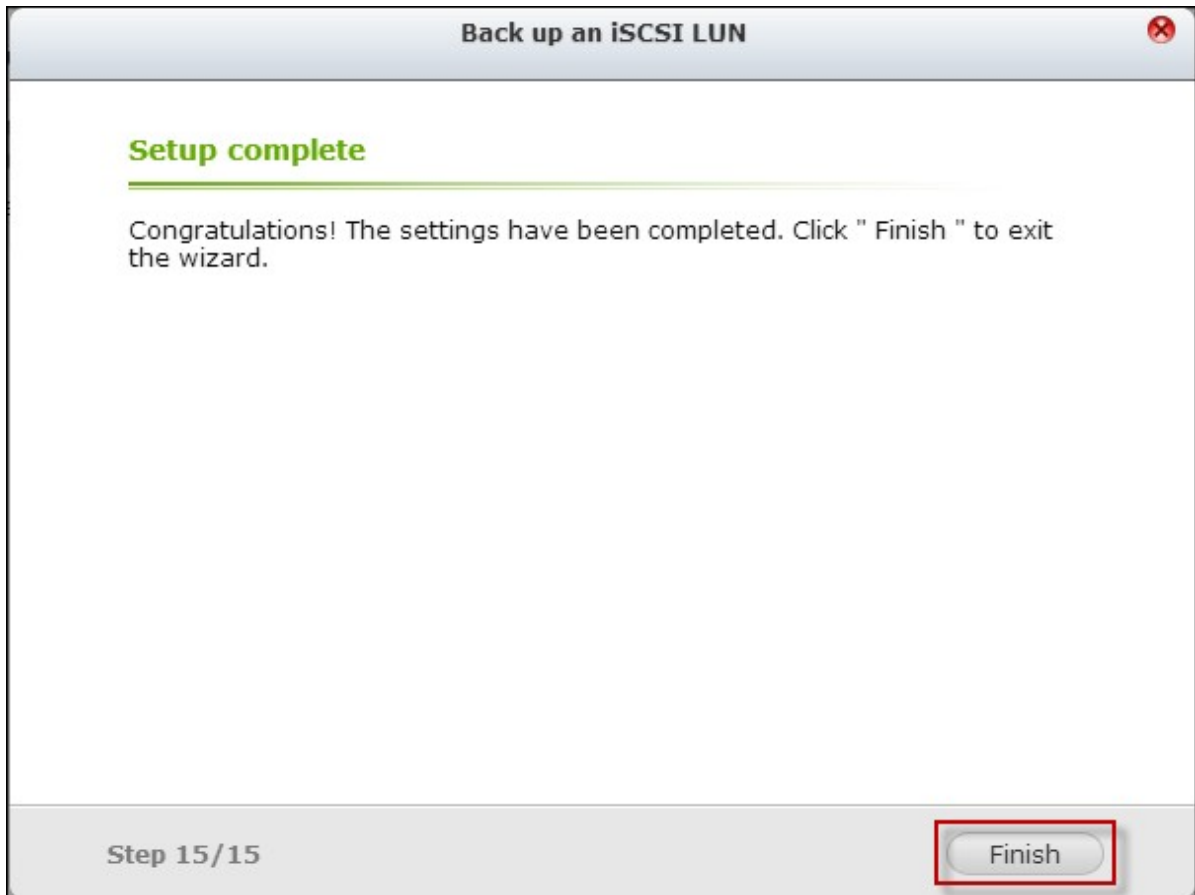 Back up an iSCSI LUN
Setup complete
Congratulations! The settings have been completed. Click " Finish " to exit
the wizard.
Step 15/15
Finish